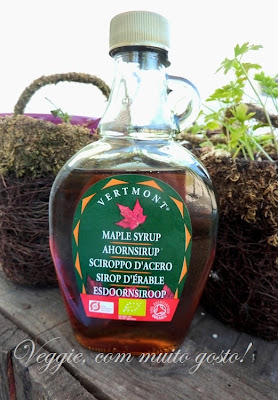 VERTMONT®
MAPLE SYRUP
AHORNSIRUP
SCIROPPO D'ACERO
SIROP D'ÉRABLE
ESDOORNSIROOP
Veggie, com muito gosto!